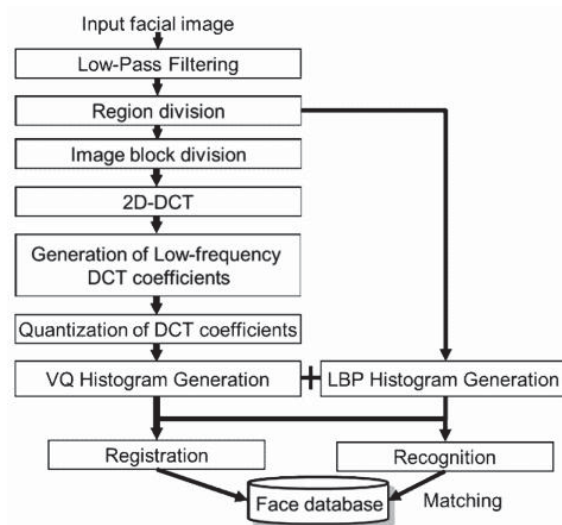 Input facial image
Low-Pass Filtering
Region division
Image block division
2D-DCT
Generation of Low-frequency
DCT coefficients
Quantization of DCT coefficients
VQ Histogram Generation + LBP Histogram Generation
Registration
Recognition
Face database
Matching